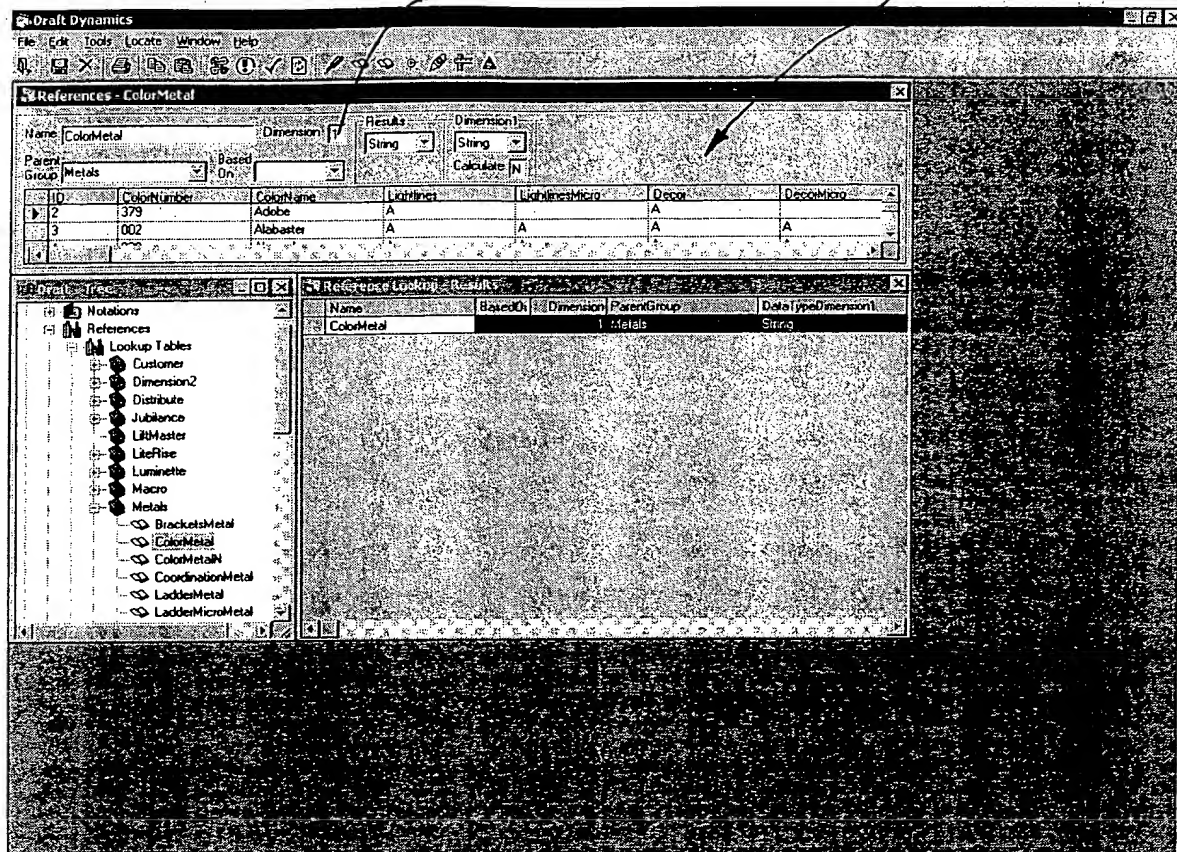 Draft Dynamics
File Edit Tools Locate Window Help
References - ColorMetal
Name ColorMetal Dimension 1 Results String Dimension1 String
Parent Group Metals Based On Calculate N
ID ColorNumber ColorName Lightlines LightlinesMicro Decor DecorMicro
2 379 Adobe A A
3 002 Alabaster A A A A
Draft - Tree
Notations
References
Lookup Tables
Customer
Dimension2
Distribute
Jubilance
LiftMaster
LiteRise
Luminette
Macro
Metals
BracketsMetal
ColorMetal
ColorMetalN
CoordinationMetal
LadderMetal
LadderMicroMetal
Reference Lookup - Results
Name BasedOn Dimension ParentGroup DataTypeDimension1
ColorMetal 1 Metals String